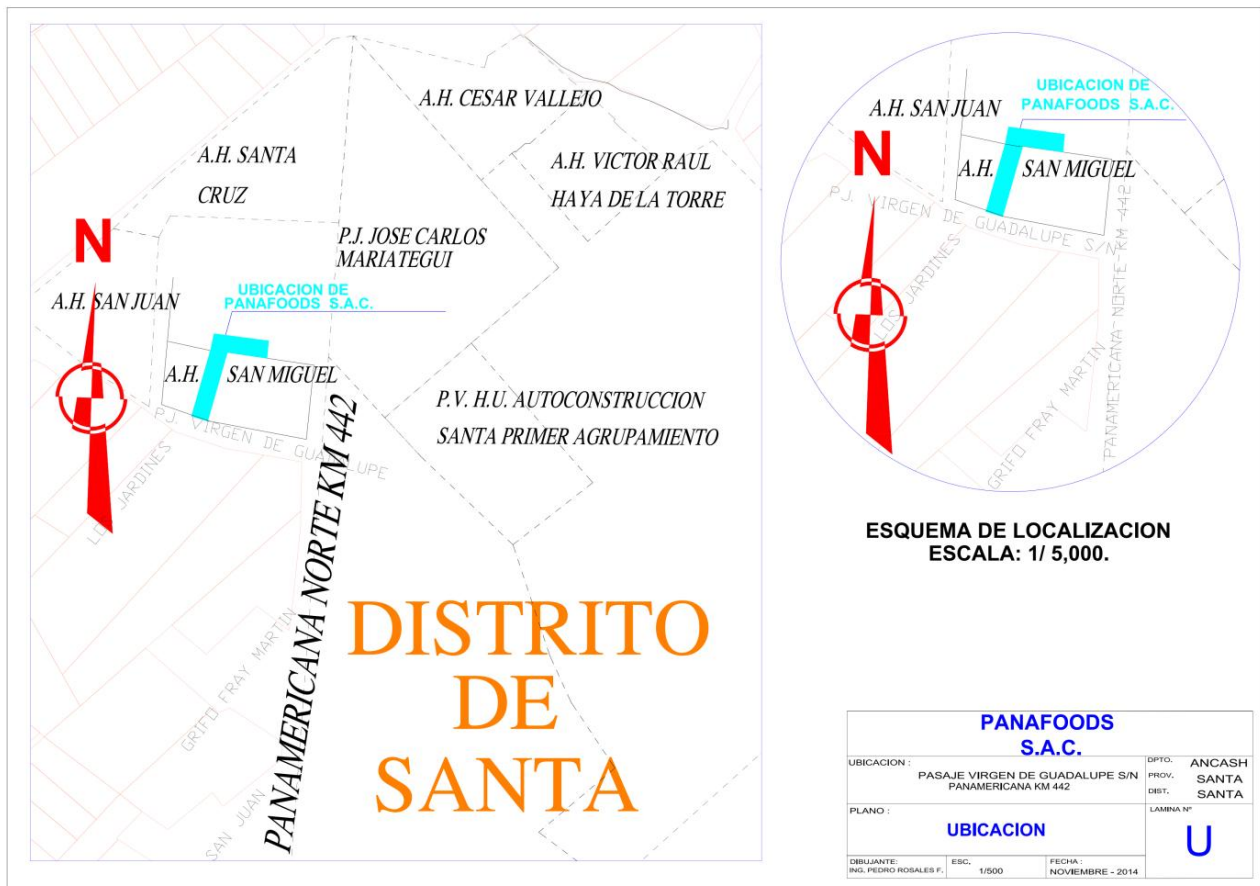 A.H. CESAR VALLEJO
A.H. SANTA
CRUZ
A.H. VICTOR RAUL
HAYA DE LA TORRE
N
P.J. JOSE CARLOS
MARIATEGUI
A.H. SAN JUAN
UBICACION DE
PANAFOODS S.A.C.
A.H. SAN MIGUEL
P.J. VIRGEN DE GUADALUPE
LOS JARDINES
P.V. H.U. AUTOCONSTRUCCION
SANTA PRIMER AGRUPAMIENTO
PANAMERICANA NORTE KM 442
GRIFO FRAY MARTIN
SAN JUAN
DISTRITO
DE
SANTA
UBICACION DE
PANAFOODS S.A.C.
A.H. SAN JUAN
N
A.H. SAN MIGUEL
PJ. VIRGEN DE GUADALUPE S/N
LOS JARDINES
PANAMERICANA NORTE KM 442
GRIFO FRAY MARTIN
ESQUEMA DE LOCALIZACION
ESCALA: 1/ 5,000.
PANAFOODS
S.A.C.
UBICACION :
PASAJE VIRGEN DE GUADALUPE S/N
PANAMERICANA KM 442
DPTO. ANCASH
PROV. SANTA
DIST. SANTA
PLANO :
UBICACION
LAMINA Nº
U
DIBUJANTE:
ING. PEDRO ROSALES F.
ESC.
1/500
FECHA :
NOVIEMBRE - 2014